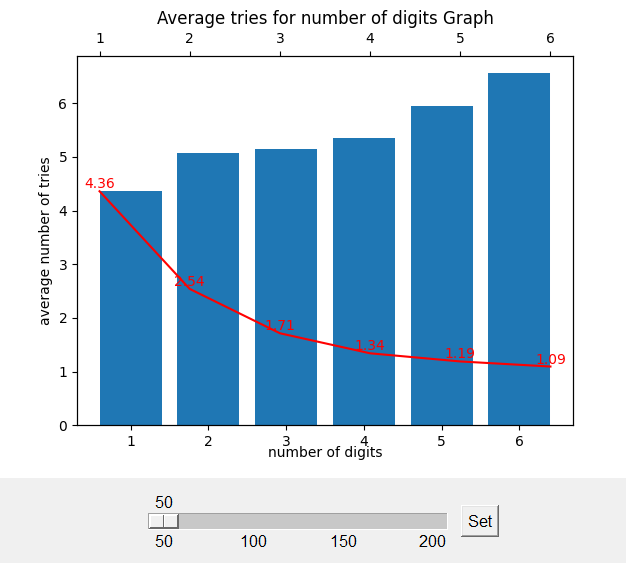 Average tries for number of digits Graph
1 2 3 4 5 6
average number of tries
6
5
4
3
2
1
0
4.36
2.54
1.71
1.34
1.19
1.09
1 2 3 4 5 6
number of digits
50
Set
50 100 150 200